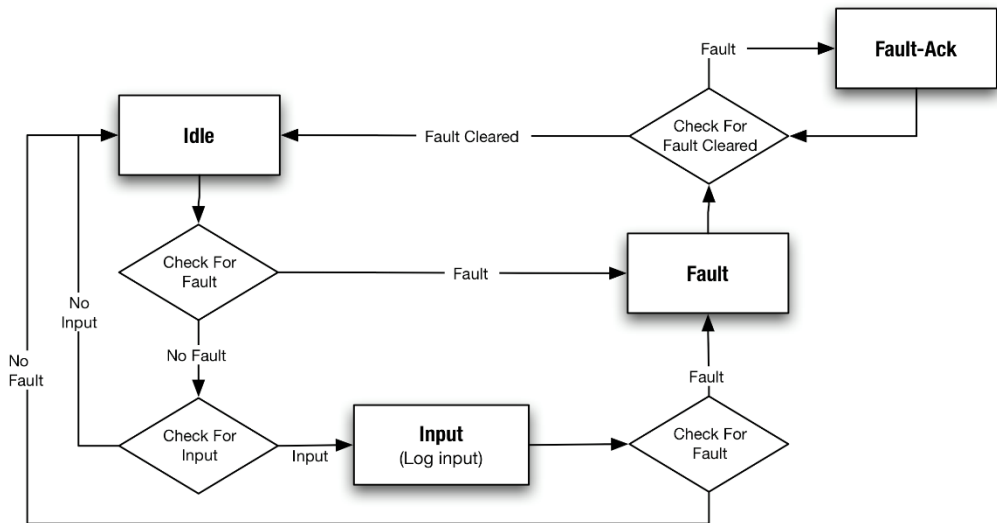 Fault
Fault-Ack
Idle
Fault Cleared
Check For
Fault Cleared
Check For
Fault
Fault
Fault
No
Input
No
Fault
No Fault
Fault
Check For
Input
Input
Input
(Log input)
Check For
Fault